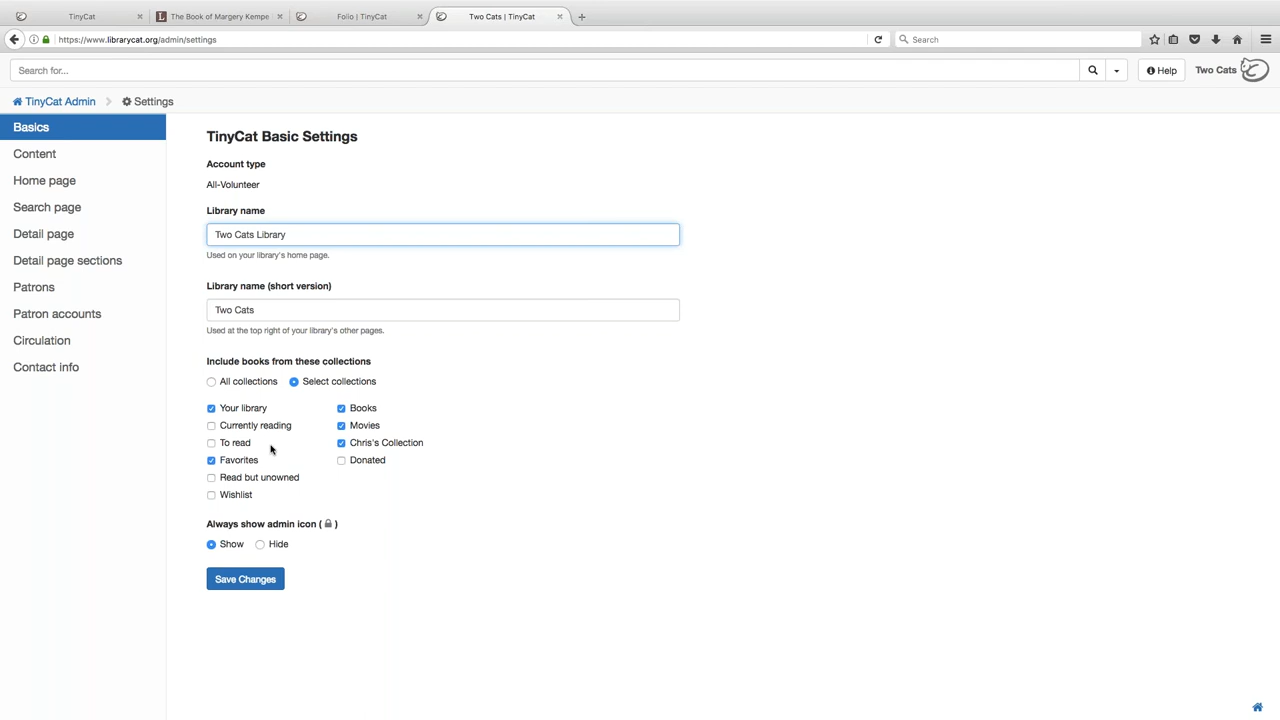 TinyCat
The Book of Margery Kempe
Folio | TinyCat
Two Cats | TinyCat
https://www.librarycat.org/admin/settings
Search
Search for...
Help
Two Cats
TinyCat Admin
Settings
Basics
Content
Home page
Search page
Detail page
Detail page sections
Patrons
Patron accounts
Circulation
Contact info
TinyCat Basic Settings
Account type
All-Volunteer
Library name
Two Cats Library
Used on your library's home page.
Library name (short version)
Two Cats
Used at the top right of your library's other pages.
Include books from these collections
All collections Select collections
Your library Books
Currently reading Movies
To read Chris's Collection
Favorites Donated
Read but unowned
Wishlist
Always show admin icon ( )
Show Hide
Save Changes